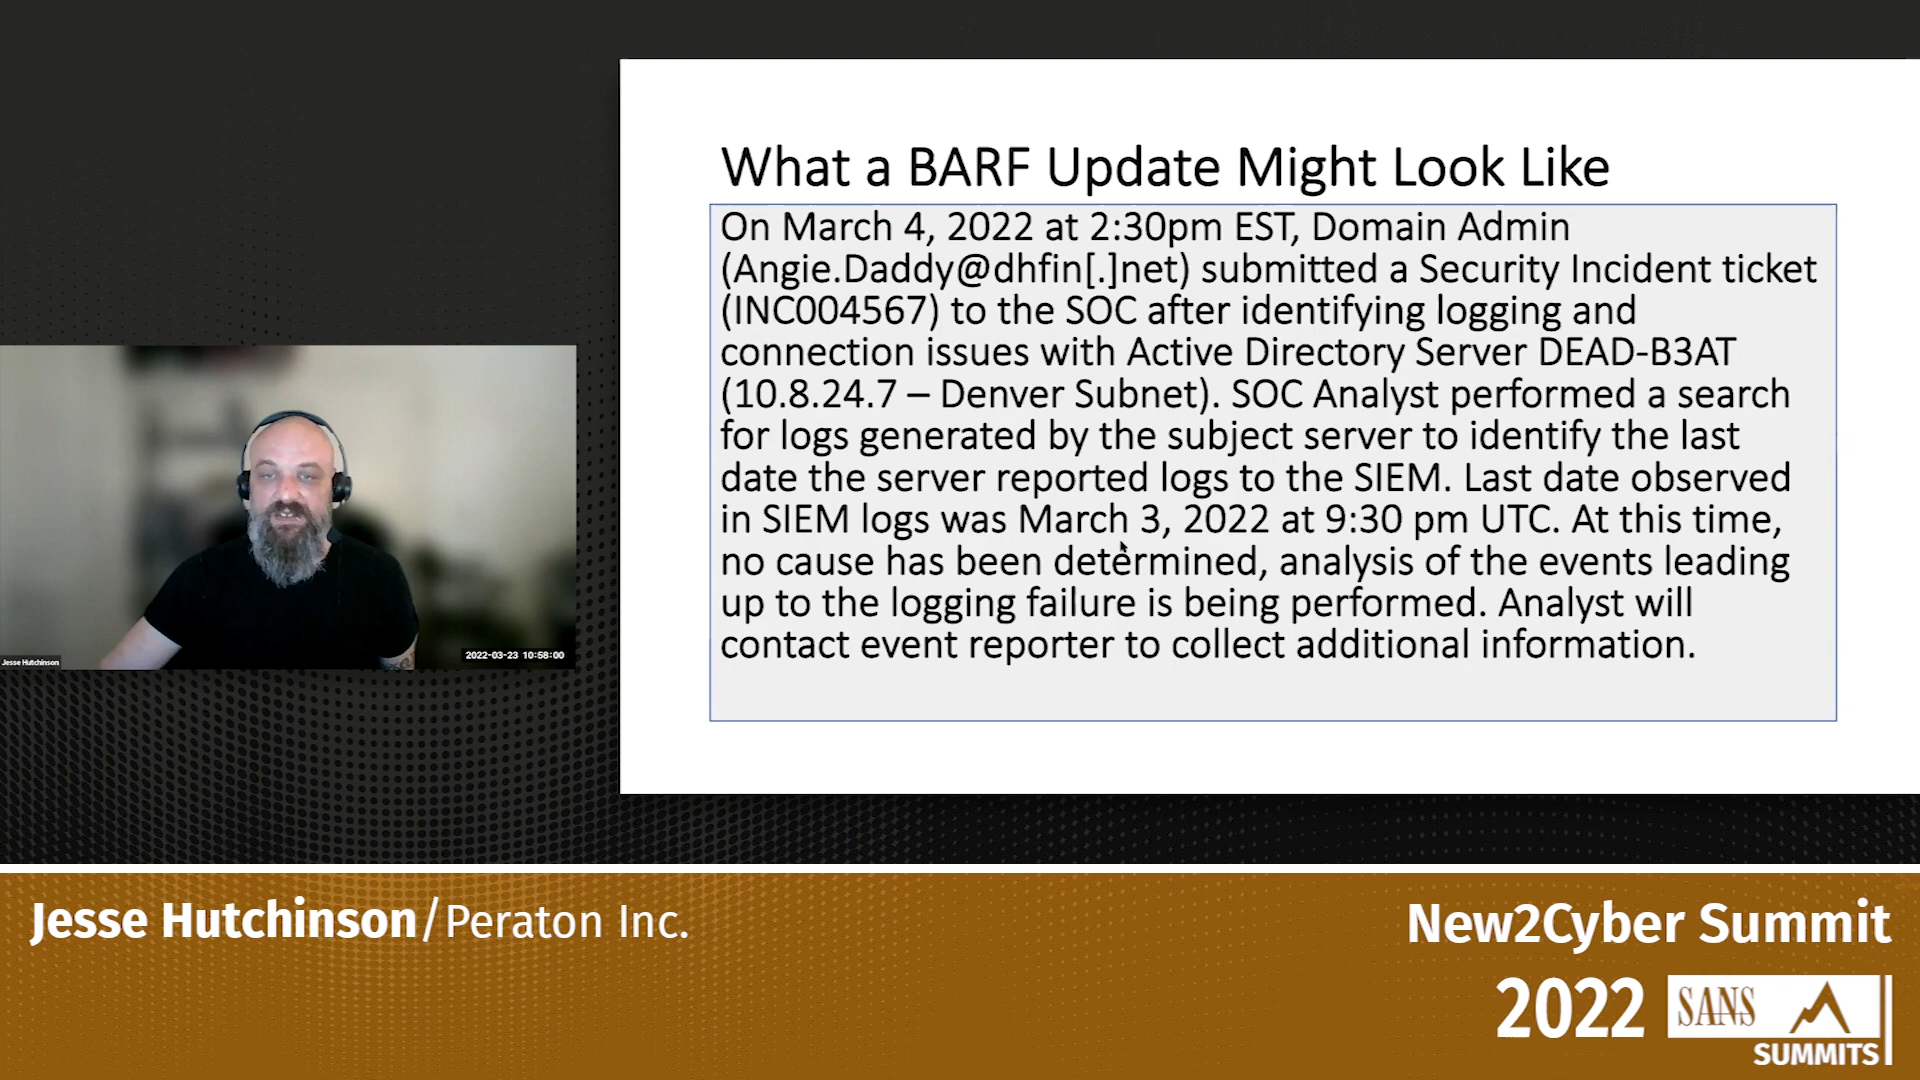 What a BARF Update Might Look Like
On March 4, 2022 at 2:30pm EST, Domain Admin
(Angie.Daddy@dhfin[.]net) submitted a Security Incident ticket
(INC004567) to the SOC after identifying logging and
connection issues with Active Directory Server DEAD-B3AT
(10.8.24.7 – Denver Subnet). SOC Analyst performed a search
for logs generated by the subject server to identify the last
date the server reported logs to the SIEM. Last date observed
in SIEM logs was March 3, 2022 at 9:30 pm UTC. At this time,
no cause has been determined, analysis of the events leading
up to the logging failure is being performed. Analyst will
contact event reporter to collect additional information.
Jesse Hutchinson
2022-03-23 10:58:00
Jesse Hutchinson/Peraton Inc.
New2Cyber Summit
2022
SANS
SUMMITS